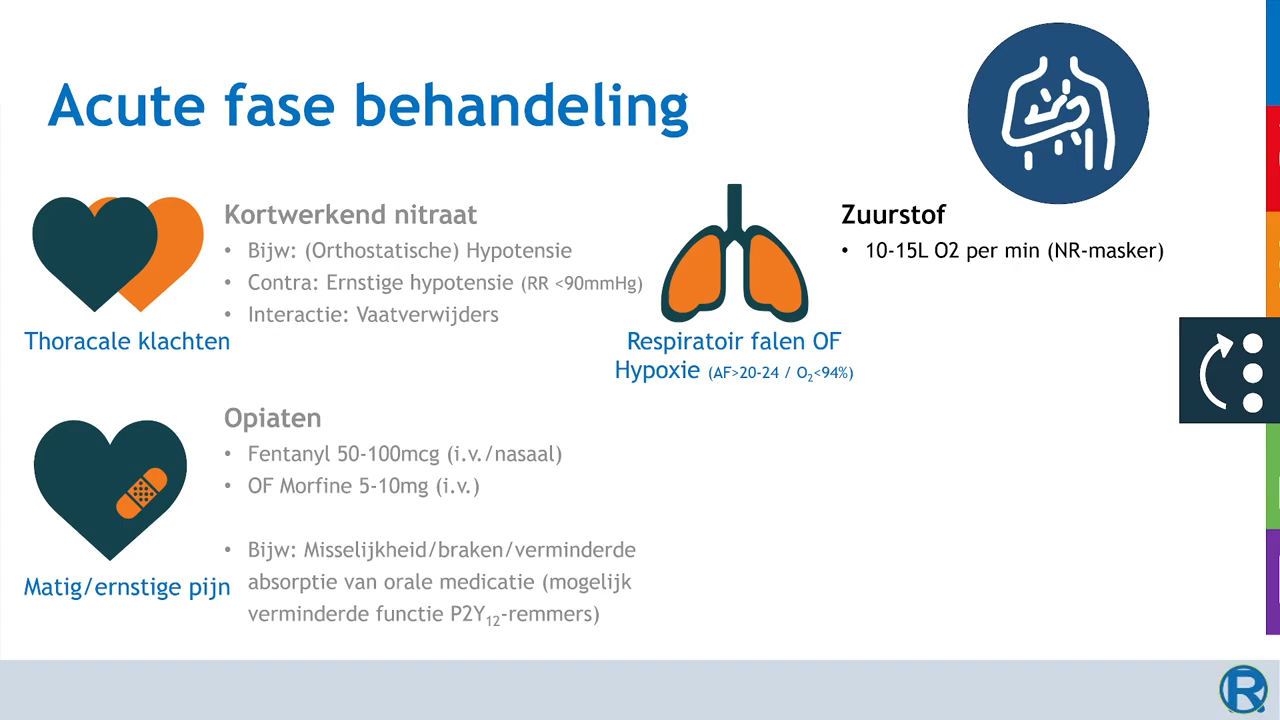 Acute fase behandeling
Kortwerkend nitraat
• Bijw: (Orthostatische) Hypotensie
• Contra: Ernstige hypotensie (RR <90mmHg)
• Interactie: Vaatverwijders
Thoracale klachten
Opiaten
• Fentanyl 50-100mcg (i.v./nasaal)
• OF Morfine 5-10mg (i.v.)
• Bijw: Misselijkheid/braken/verminderde
absorptie van orale medicatie (mogelijk
verminderde functie P2Y₁₂-remmers)
Matig/ernstige pijn
Zuurstof
• 10-15L O2 per min (NR-masker)
Respiratoir falen OF
Hypoxie (AF>20-24 / O₂<94%)
R